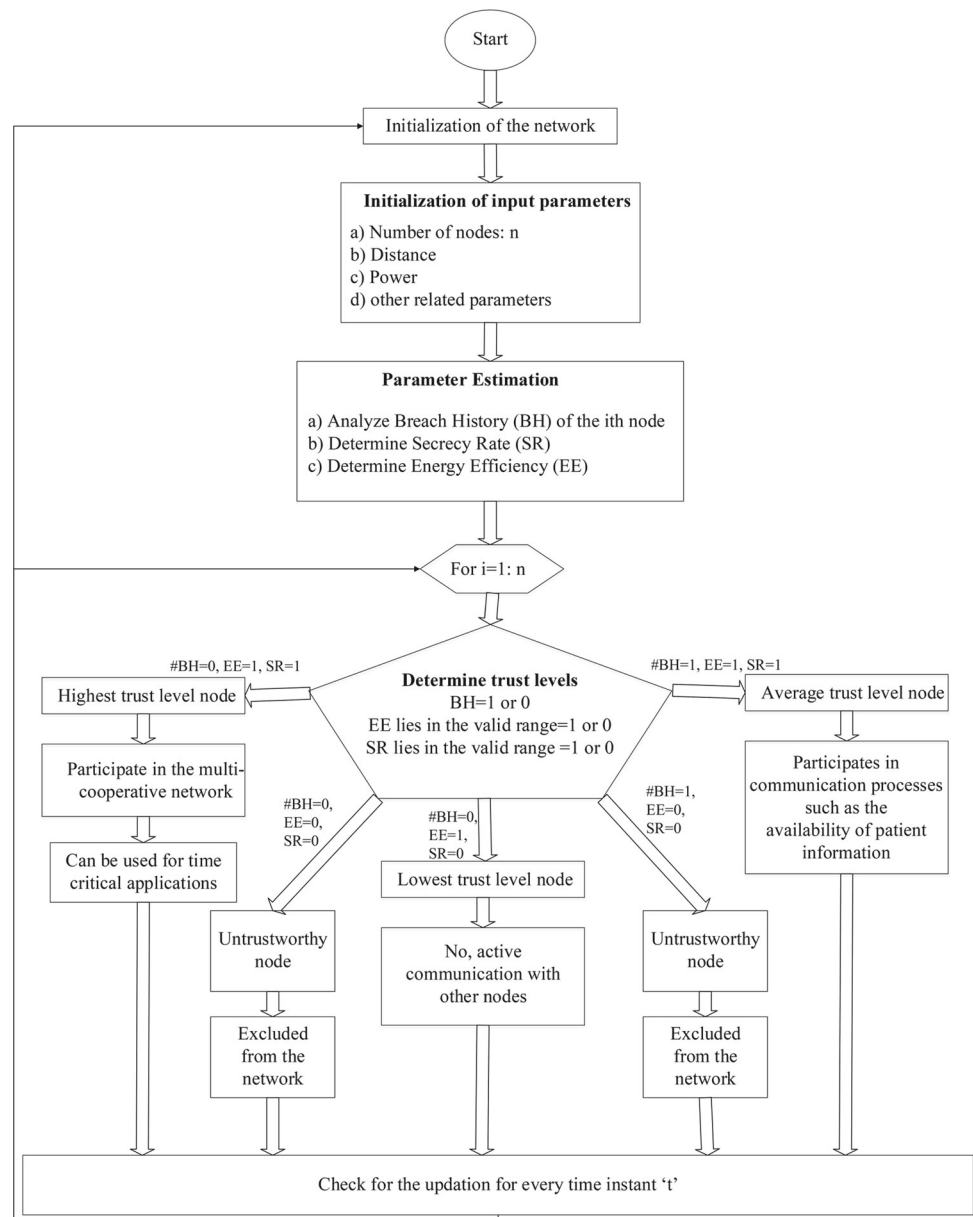 Start
Initialization of the network
Initialization of input parameters
a) Number of nodes: n
b) Distance
c) Power
d) other related parameters
Parameter Estimation
a) Analyze Breach History (BH) of the ith node
b) Determine Secrecy Rate (SR)
c) Determine Energy Efficiency (EE)
For i=1: n
#BH=0, EE=1, SR=1
Highest trust level node
Participate in the multi-
cooperative network
Can be used for time
critical applications
Determine trust levels
BH=1 or 0
EE lies in the valid range=1 or 0
SR lies in the valid range =1 or 0
#BH=1, EE=1, SR=1
Average trust level node
Participates in
communication processes
such as the
availability of patient
information
#BH=0,
EE=0,
SR=0
Untrustworthy
node
Excluded
from the
network
#BH=0,
EE=1,
SR=0
Lowest trust level node
No, active
communication with
other nodes
#BH=1,
EE=0,
SR=0
Untrustworthy
node
Excluded
from the
network
Check for the updation for every time instant ‘t’